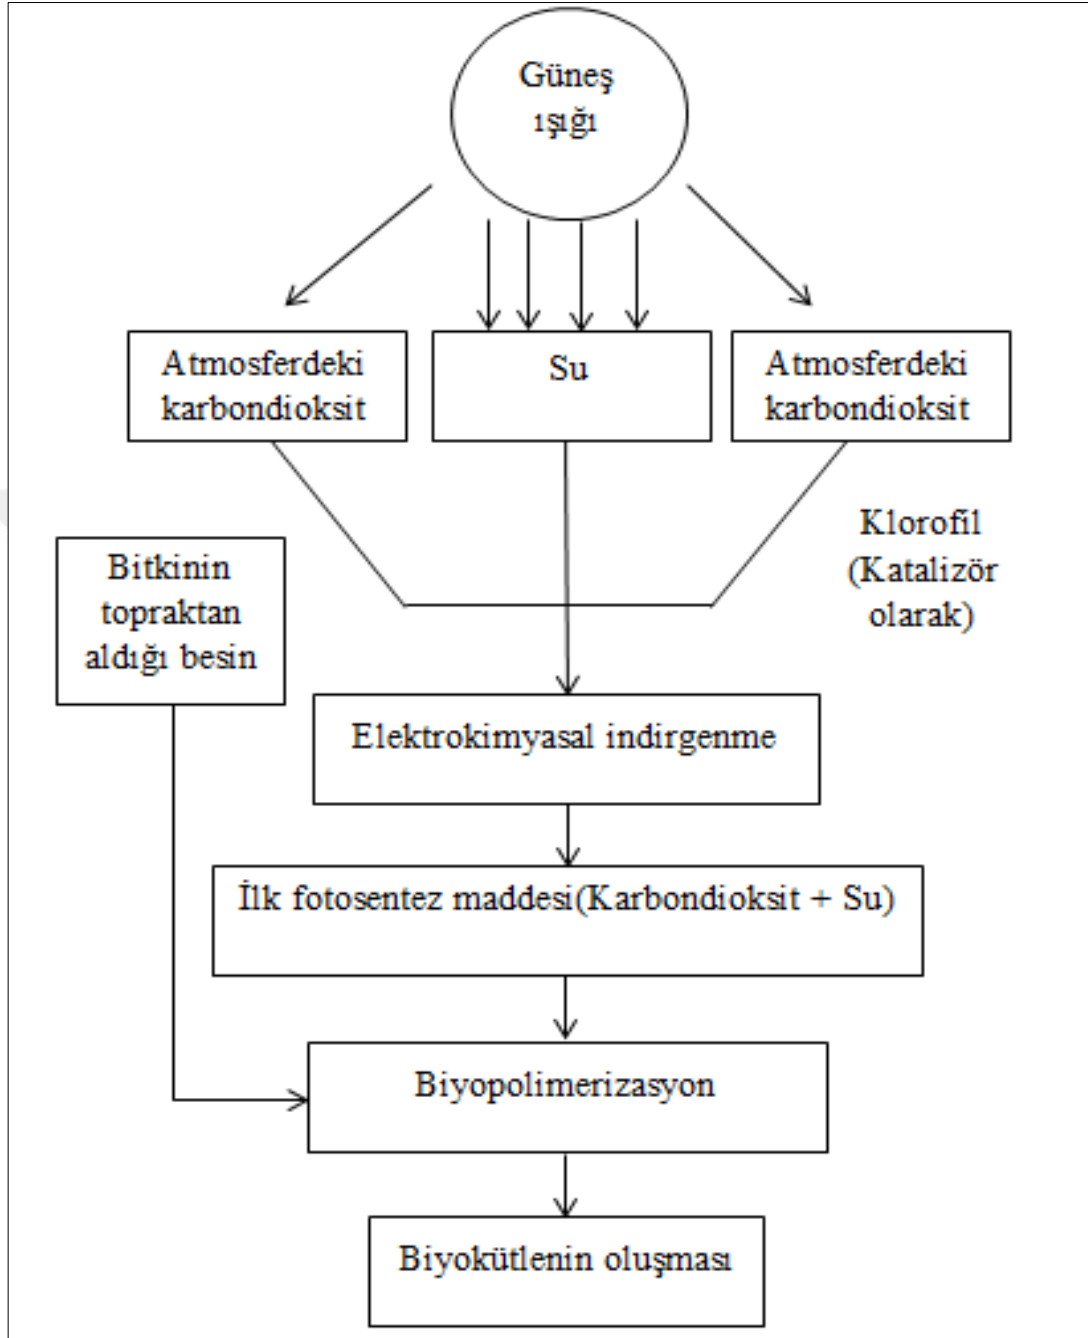 Güneş
ışığı
Atmosferdeki
karbondioksit
Su
Atmosferdeki
karbondioksit
Klorofil
(Katalizör
olarak)
Bitkinin
topraktan
aldığı besin
Elektrokimyasal indirgenme
İlk fotosentez maddesi(Karbondioksit + Su)
Biyopolimerizasyon
Biyokütlenin oluşması